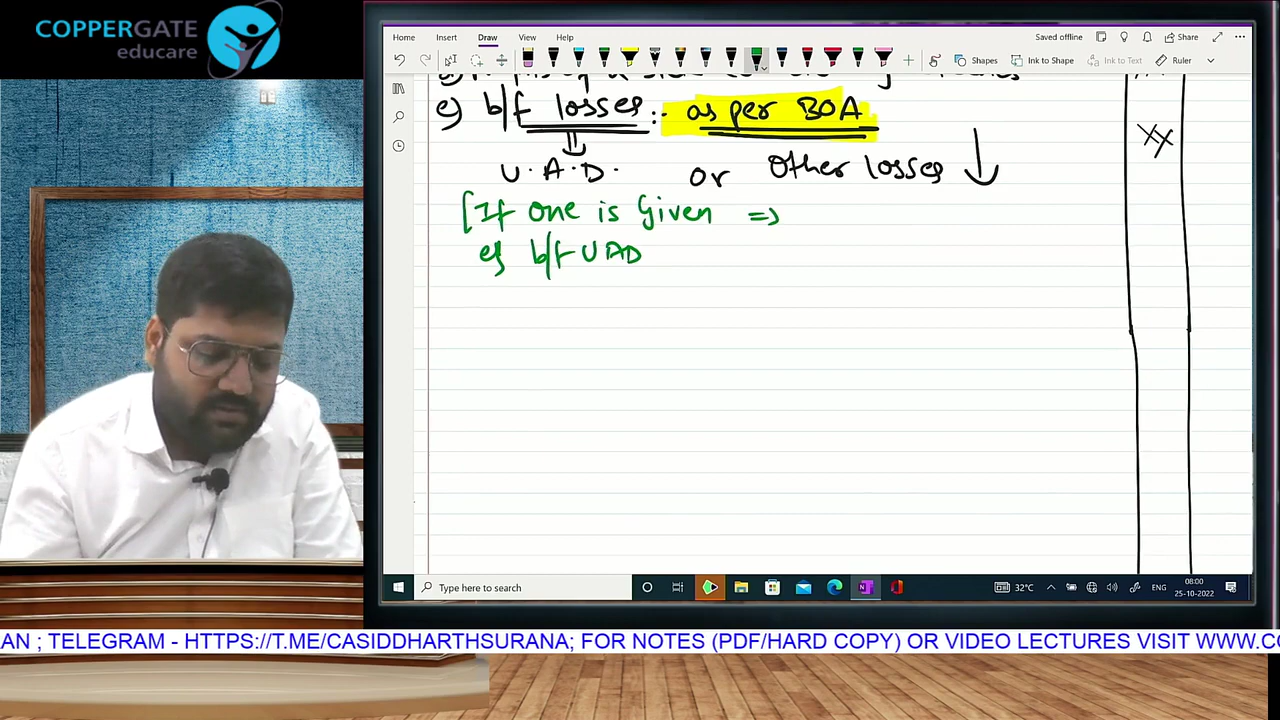 COPPERGATE
educare
Home Insert Draw View Help
Saved offline Share
Shapes Ink to Shape Ink to Text Ruler
e) b/f losses :- as per BOA
XX
U.A.D. or Other losses
[If one is Given =>
eg b/f UAD
Type here to search
32°C ENG 08:00
25-10-2022
AN ; TELEGRAM - HTTPS://T.ME/CASIDDHARTHSURANA; FOR NOTES (PDF/HARD COPY) OR VIDEO LECTURES VISIT WWW.CO